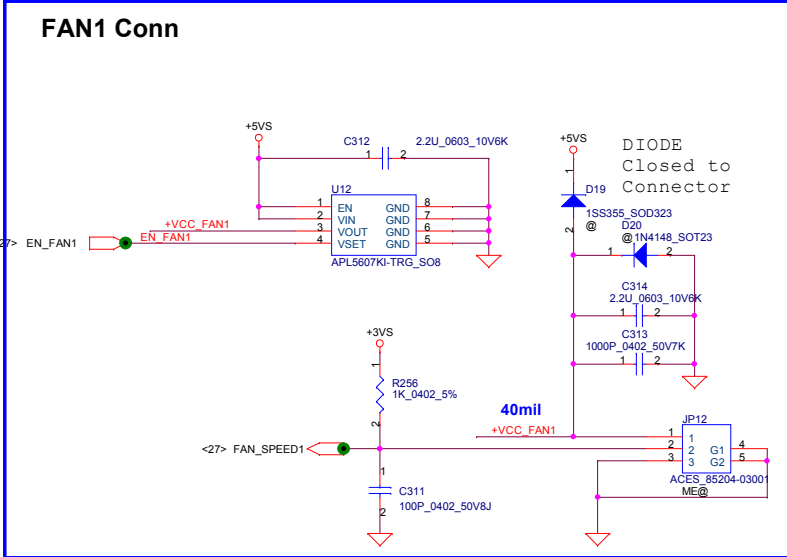 FAN1 Conn
+5VS
C312
2.2U_0603_10V6K
1
2
+5VS
DIODE
Closed to
Connector
1
D19
1SS355_SOD323
@
2
D20
@1N4148_SOT23
1
2
U12
1
EN
GND
8
2
VIN
GND
7
3
VOUT
GND
6
4
VSET
GND
5
APL5607KI-TRG_SO8
+VCC_FAN1
27> EN_FAN1
EN_FAN1
C314
2.2U_0603_10V6K
1
2
C313
1000P_0402_50V7K
1
2
+3VS
1
R256
1K_0402_5%
2
40mil
+VCC_FAN1
<27> FAN_SPEED1
JP12
1
1
2
2
G1
4
3
3
G2
5
ACES_85204-03001
ME@
1
C311
100P_0402_50V8J
2